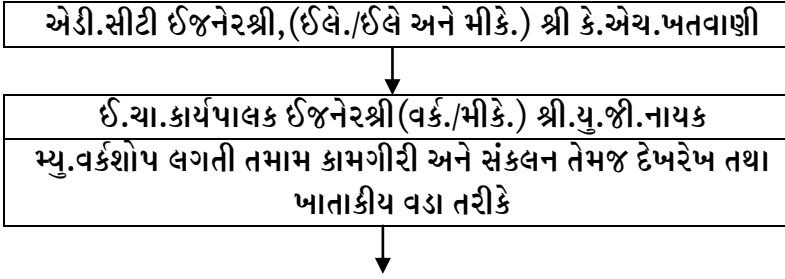 એડી.સીટી ઈજનેરશ્રી,(ઈલે./ઈલે અને મીકે.) શ્રી કે.એચ.ખતવાણી
ઈ.ચા.કાર્યપાલક ઈજનેરશ્રી(વર્ક./મીકે.) શ્રી.યુ.જી.નાયક
મ્યુ.વર્કશોપ લગતી તમામ કામગીરી અને સંકલન તેમજ દેખરેખ તથા
ખાતાકીય વડા તરીકે